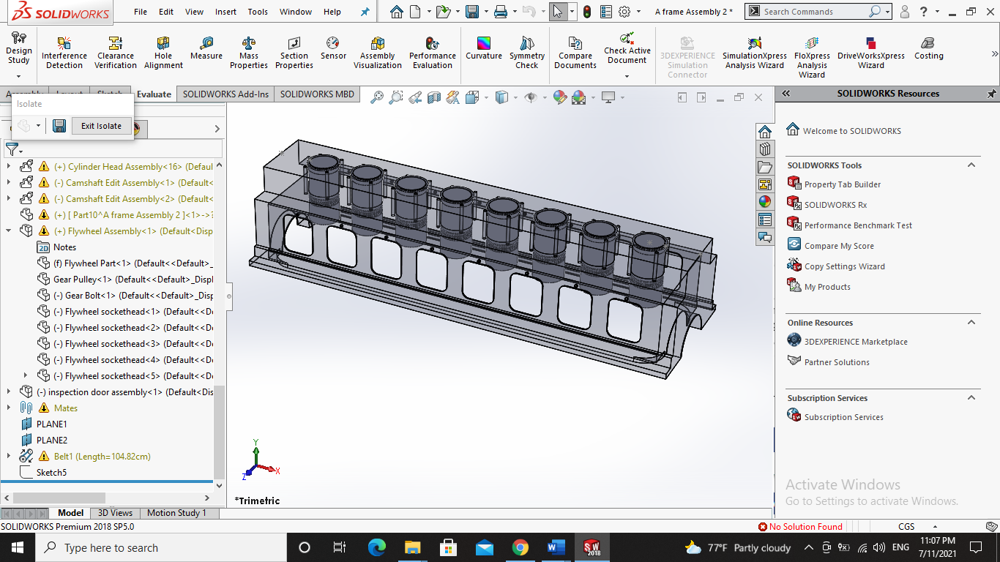 SOLIDWORKS
File Edit View Insert Tools Window Help
A frame Assembly 2 *
Search Commands
Design Study
Interference Detection
Clearance Verification
Hole Alignment
Measure
Mass Properties
Section Properties
Sensor
Assembly Visualization
Performance Evaluation
Curvature
Symmetry Check
Compare Documents
Check Active Document
3DEXPERIENCE Simulation Connector
SimulationXpress Analysis Wizard
FloXpress Analysis Wizard
DriveWorksXpress Wizard
Costing
Evaluate SOLIDWORKS Add-Ins SOLIDWORKS MBD
Isolate
Exit Isolate
(+) Cylinder Head Assembly<16> (Defaul
(-) Camshaft Edit Assembly<1> (Default<
(-) Camshaft Edit Assembly<2> (Default<
(+) [ Part10^A frame Assembly 2 ]<1>->?
(+) Flywheel Assembly<1> (Default<Disp
Notes
(f) Flywheel Part<1> (Default<<Default>_
Gear Pulley<1> (Default<<Default>_Displ
(-) Gear Bolt<1> (Default<<Default>_Disp
(-) Flywheel sockethead<1> (Default<<De
(-) Flywheel sockethead<2> (Default<<De
(-) Flywheel sockethead<3> (Default<<De
(-) Flywheel sockethead<4> (Default<<De
(-) Flywheel sockethead<5> (Default<<De
(-) inspection door assembly<1> (Default<Dis
Mates
PLANE1
PLANE2
Belt1 (Length=104.82cm)
Sketch5
Y
X
Z
*Trimetric
SOLIDWORKS Resources
Welcome to SOLIDWORKS
SOLIDWORKS Tools
Property Tab Builder
SOLIDWORKS Rx
Performance Benchmark Test
Compare My Score
Copy Settings Wizard
My Products
Online Resources
3DEXPERIENCE Marketplace
Partner Solutions
Subscription Services
Subscription Services
Activate Windows
Go to Settings to activate Windows.
Model 3D Views Motion Study 1
SOLIDWORKS Premium 2018 SP5.0
No Solution Found
CGS
Type here to search
SW 2018
77°F Partly cloudy
ENG
11:07 PM
7/11/2021